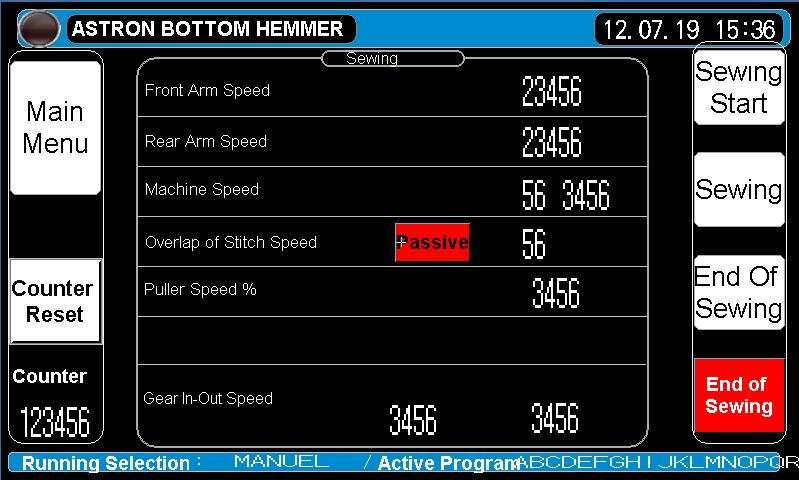 ASTRON BOTTOM HEMMER
12.07.19 15:36
Main
Menu
Counter
Reset
Counter
123456
Sewing
Front Arm Speed 23456
Rear Arm Speed 23456
Machine Speed 56 3456
Overlap of Stitch Speed Passive 56
Puller Speed % 3456
Gear In-Out Speed 3456 3456
Sewing
Start
Sewing
End Of
Sewing
End of
Sewing
Running Selection : MANUEL / Active Program ABCDEFGHIJKLMNOPQR